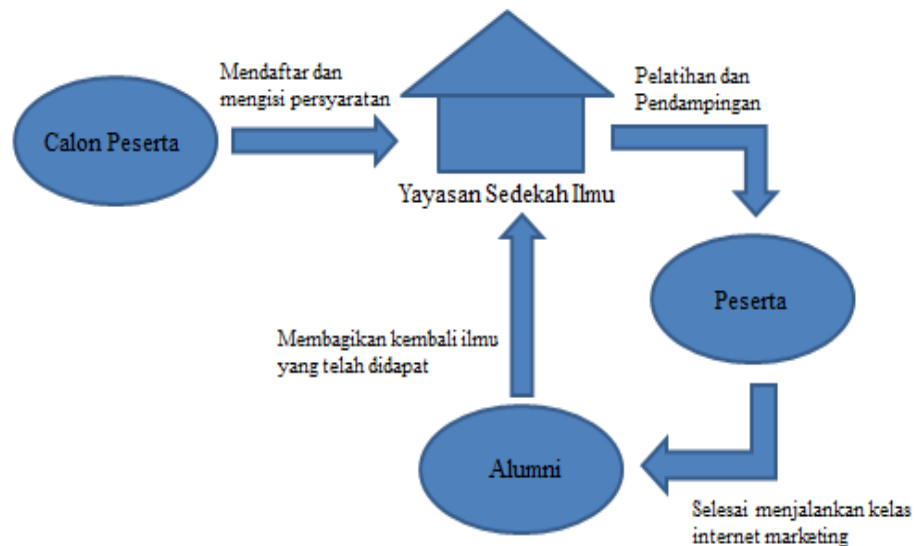 Mendaftar dan
mengisi persyaratan
Pelatihan dan
Pendampingan
Calon Peserta
Yayasan Sedekah Ilmu
Peserta
Membagikan kembali ilmu
yang telah didapat
Alumni
Selesai menjalankan kelas
internet marketing